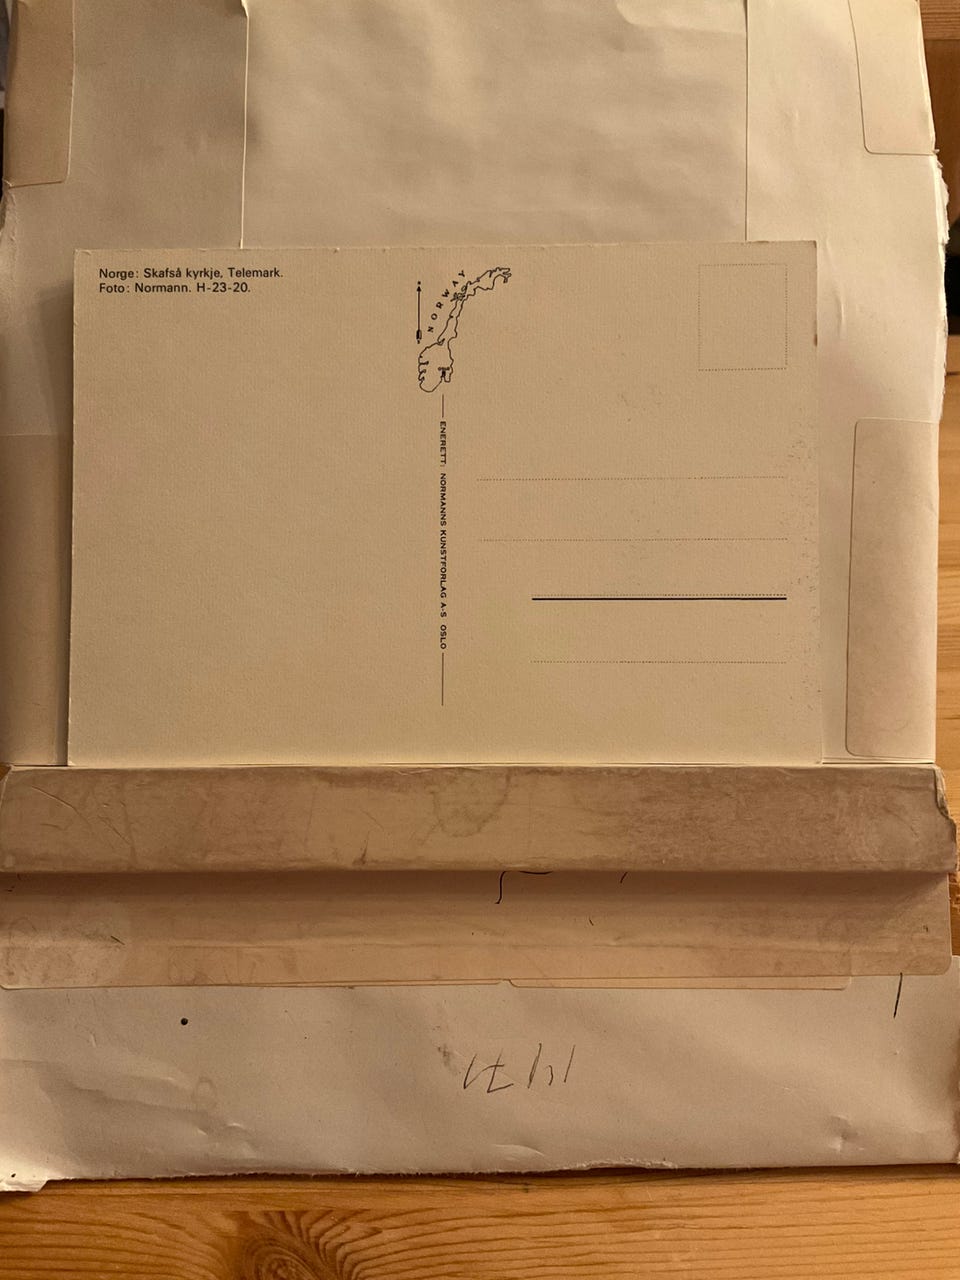 Norge: Skafså kyrkje, Telemark.
Foto: Normann. H-23-20.
NORWAY
ENERETT: NORMANNS KUNSTFORLAG A-S OSLO